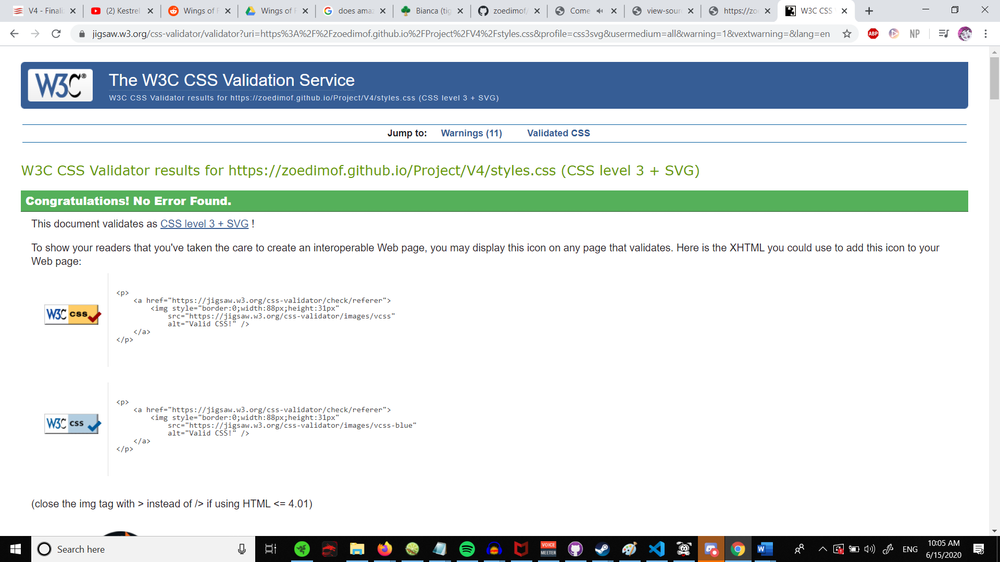 V4 - Finali
(2) Kestrel
Wings of F
Wings of F
does amaz
Bianca (tig
zoedimof/
Come
view-sour
https://zo
W3C CSS
jigsaw.w3.org/css-validator/validator?uri=https%3A%2F%2Fzoedimof.github.io%2FProject%2FV4%2Fstyles.css&profile=css3svg&usermedium=all&warning=1&vextwarning=&lang=en
ABP
NP
W3C®
The W3C CSS Validation Service
W3C CSS Validator results for https://zoedimof.github.io/Project/V4/styles.css (CSS level 3 + SVG)
Jump to: Warnings (11) Validated CSS
W3C CSS Validator results for https://zoedimof.github.io/Project/V4/styles.css (CSS level 3 + SVG)
Congratulations! No Error Found.
This document validates as CSS level 3 + SVG !
To show your readers that you've taken the care to create an interoperable Web page, you may display this icon on any page that validates. Here is the XHTML you could use to add this icon to your
Web page:
W3C css
<p>
<a href="https://jigsaw.w3.org/css-validator/check/referer">
<img style="border:0;width:88px;height:31px"
src="https://jigsaw.w3.org/css-validator/images/vcss"
alt="Valid CSS!" />
</a>
</p>
W3C css
<p>
<a href="https://jigsaw.w3.org/css-validator/check/referer">
<img style="border:0;width:88px;height:31px"
src="https://jigsaw.w3.org/css-validator/images/vcss-blue"
alt="Valid CSS!" />
</a>
</p>
(close the img tag with > instead of /> if using HTML <= 4.01)
Search here
VOICE
MEETER
W
ENG
10:05 AM
6/15/2020